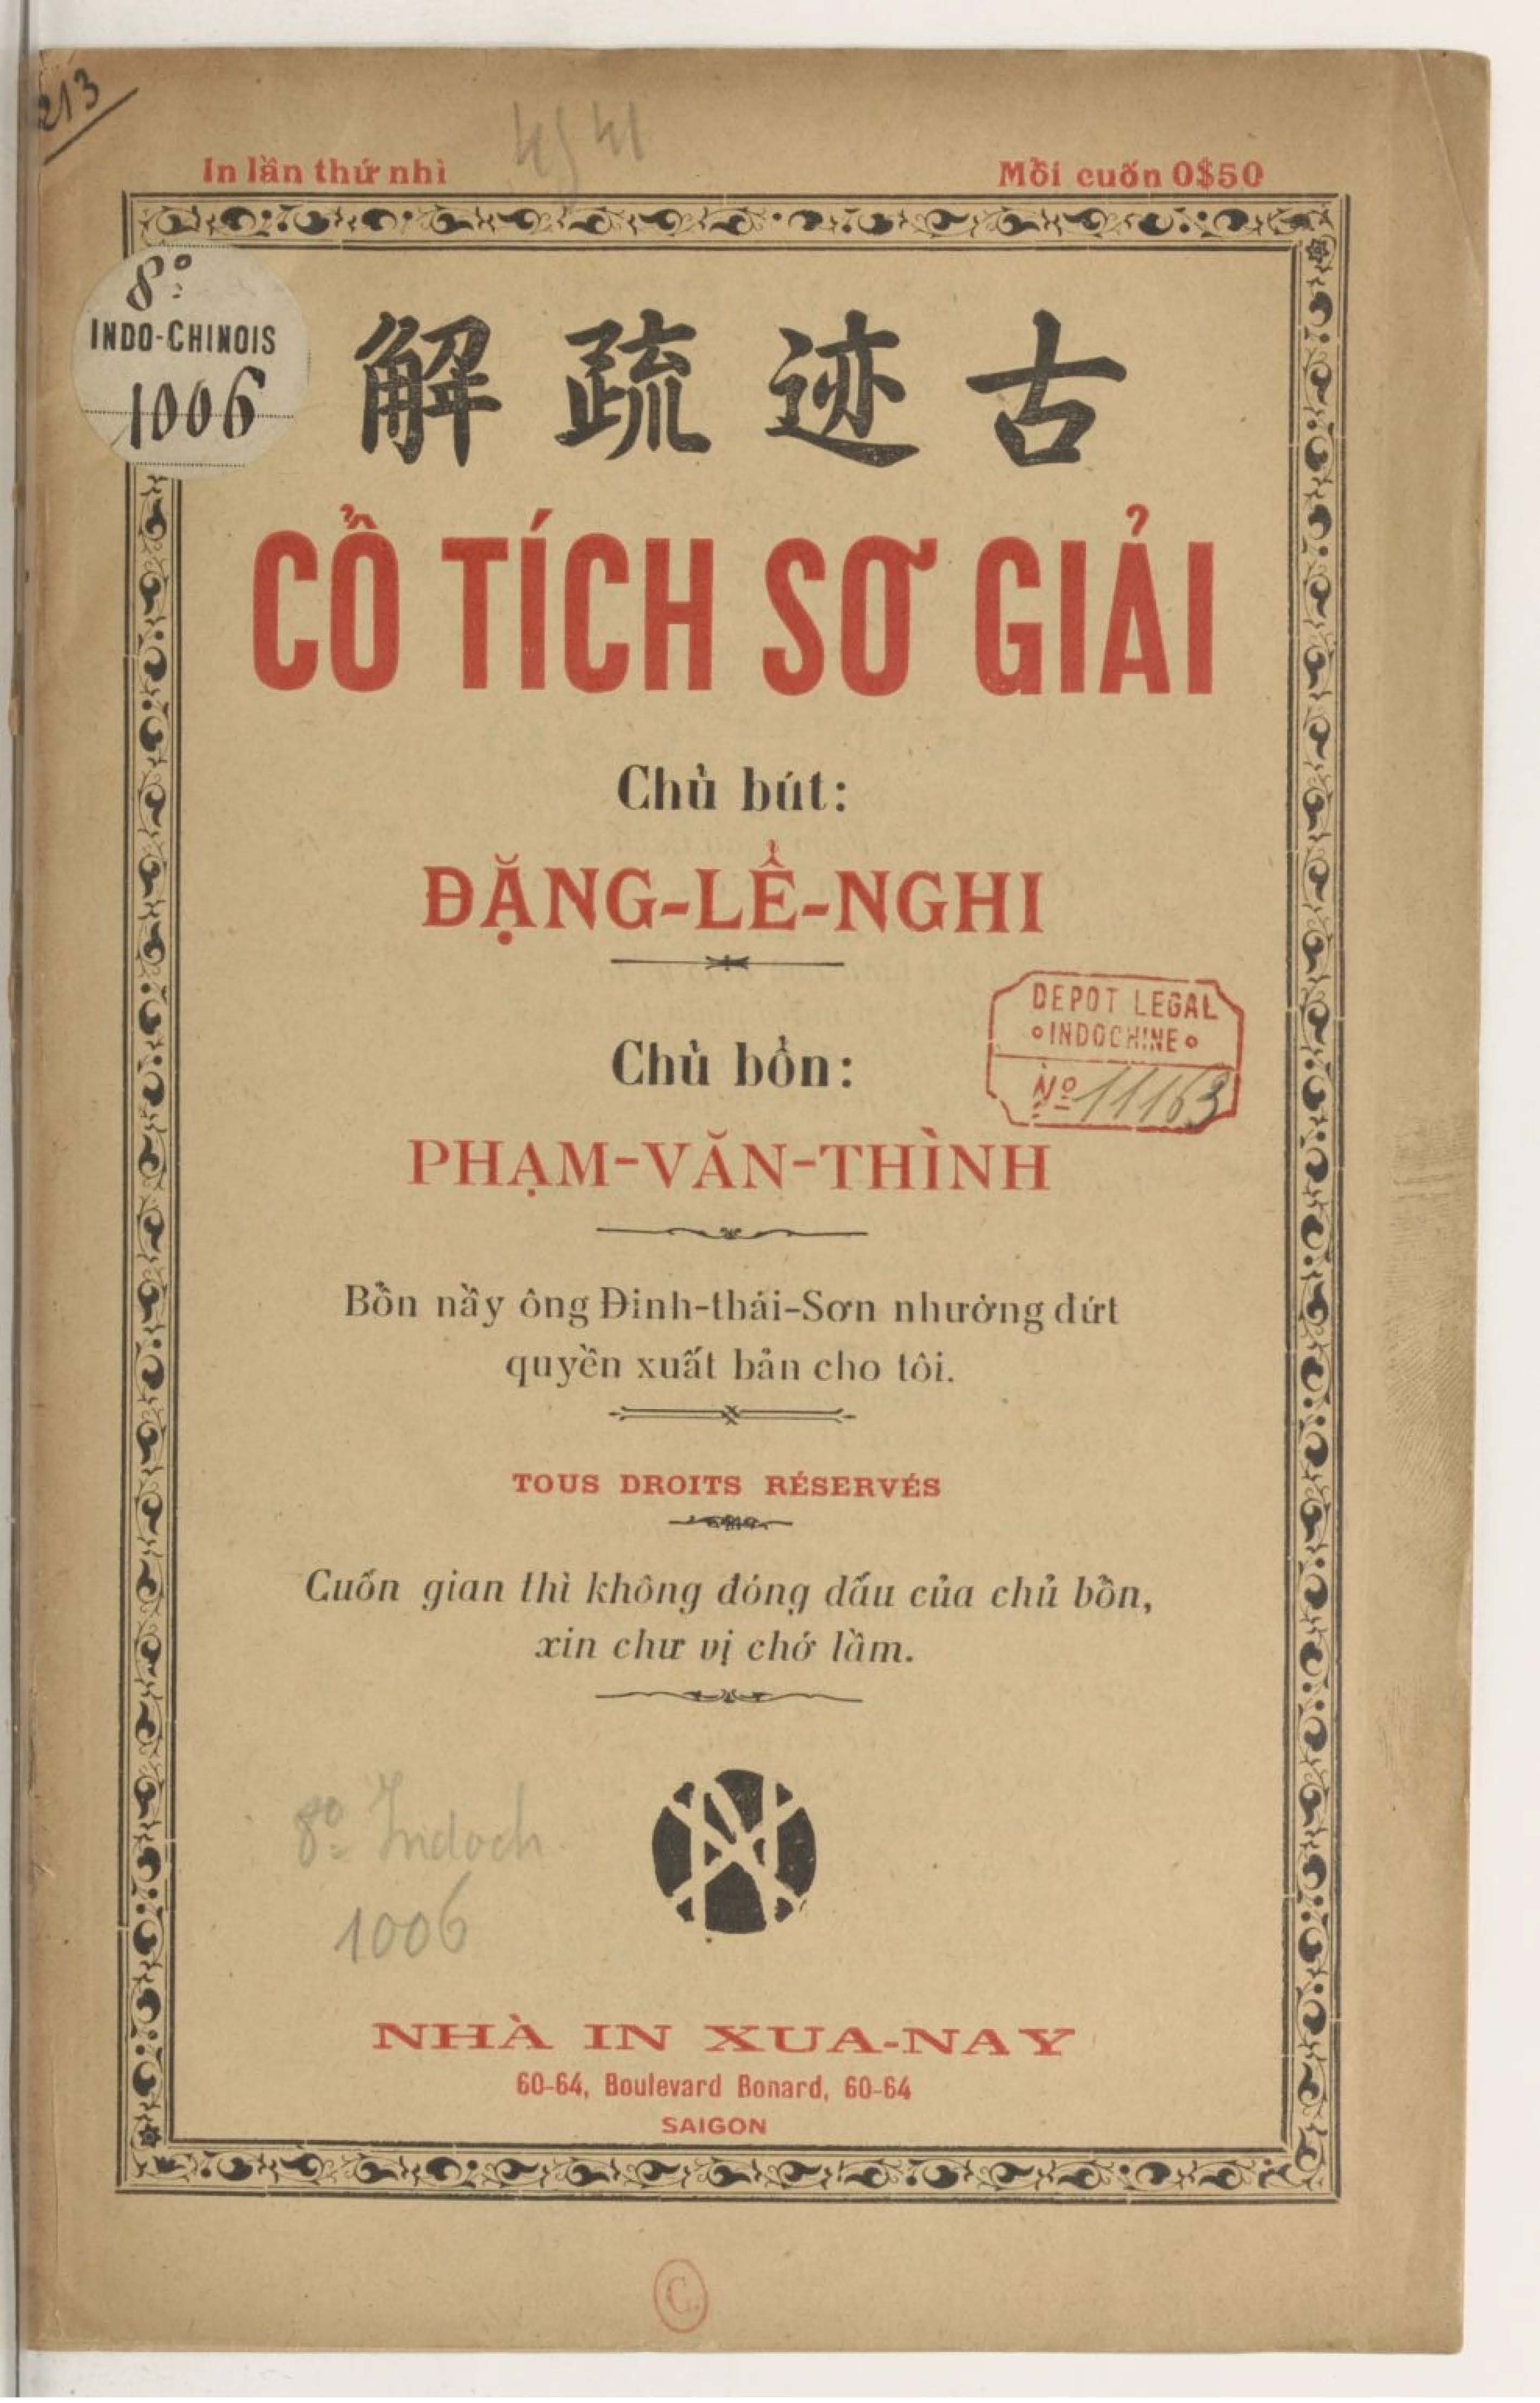 213
4541
In lần thứ nhì
Mỗi cuốn 0$50
8º
INDO-CHINOIS
1006
解疏迹古
CỔ TÍCH SƠ GIẢI
Chủ bút:
ĐẶNG-LỂ-NGHI
DEPOT LEGAL
INDOCHINE
Nº 11163
Chủ bổn:
PHẠM-VĂN-THÌNH
Bổn nầy ông Đinh-thái-Sơn nhường dứt
quyền xuất bản cho tôi.
TOUS DROITS RÉSERVÉS
Cuốn gian thì không đóng dấu của chủ bổn,
xin chư vị chớ lầm.
8º Indoch
1006
NHÀ IN XUA-NAY
60-64, Boulevard Bonard, 60-64
SAIGON
C.